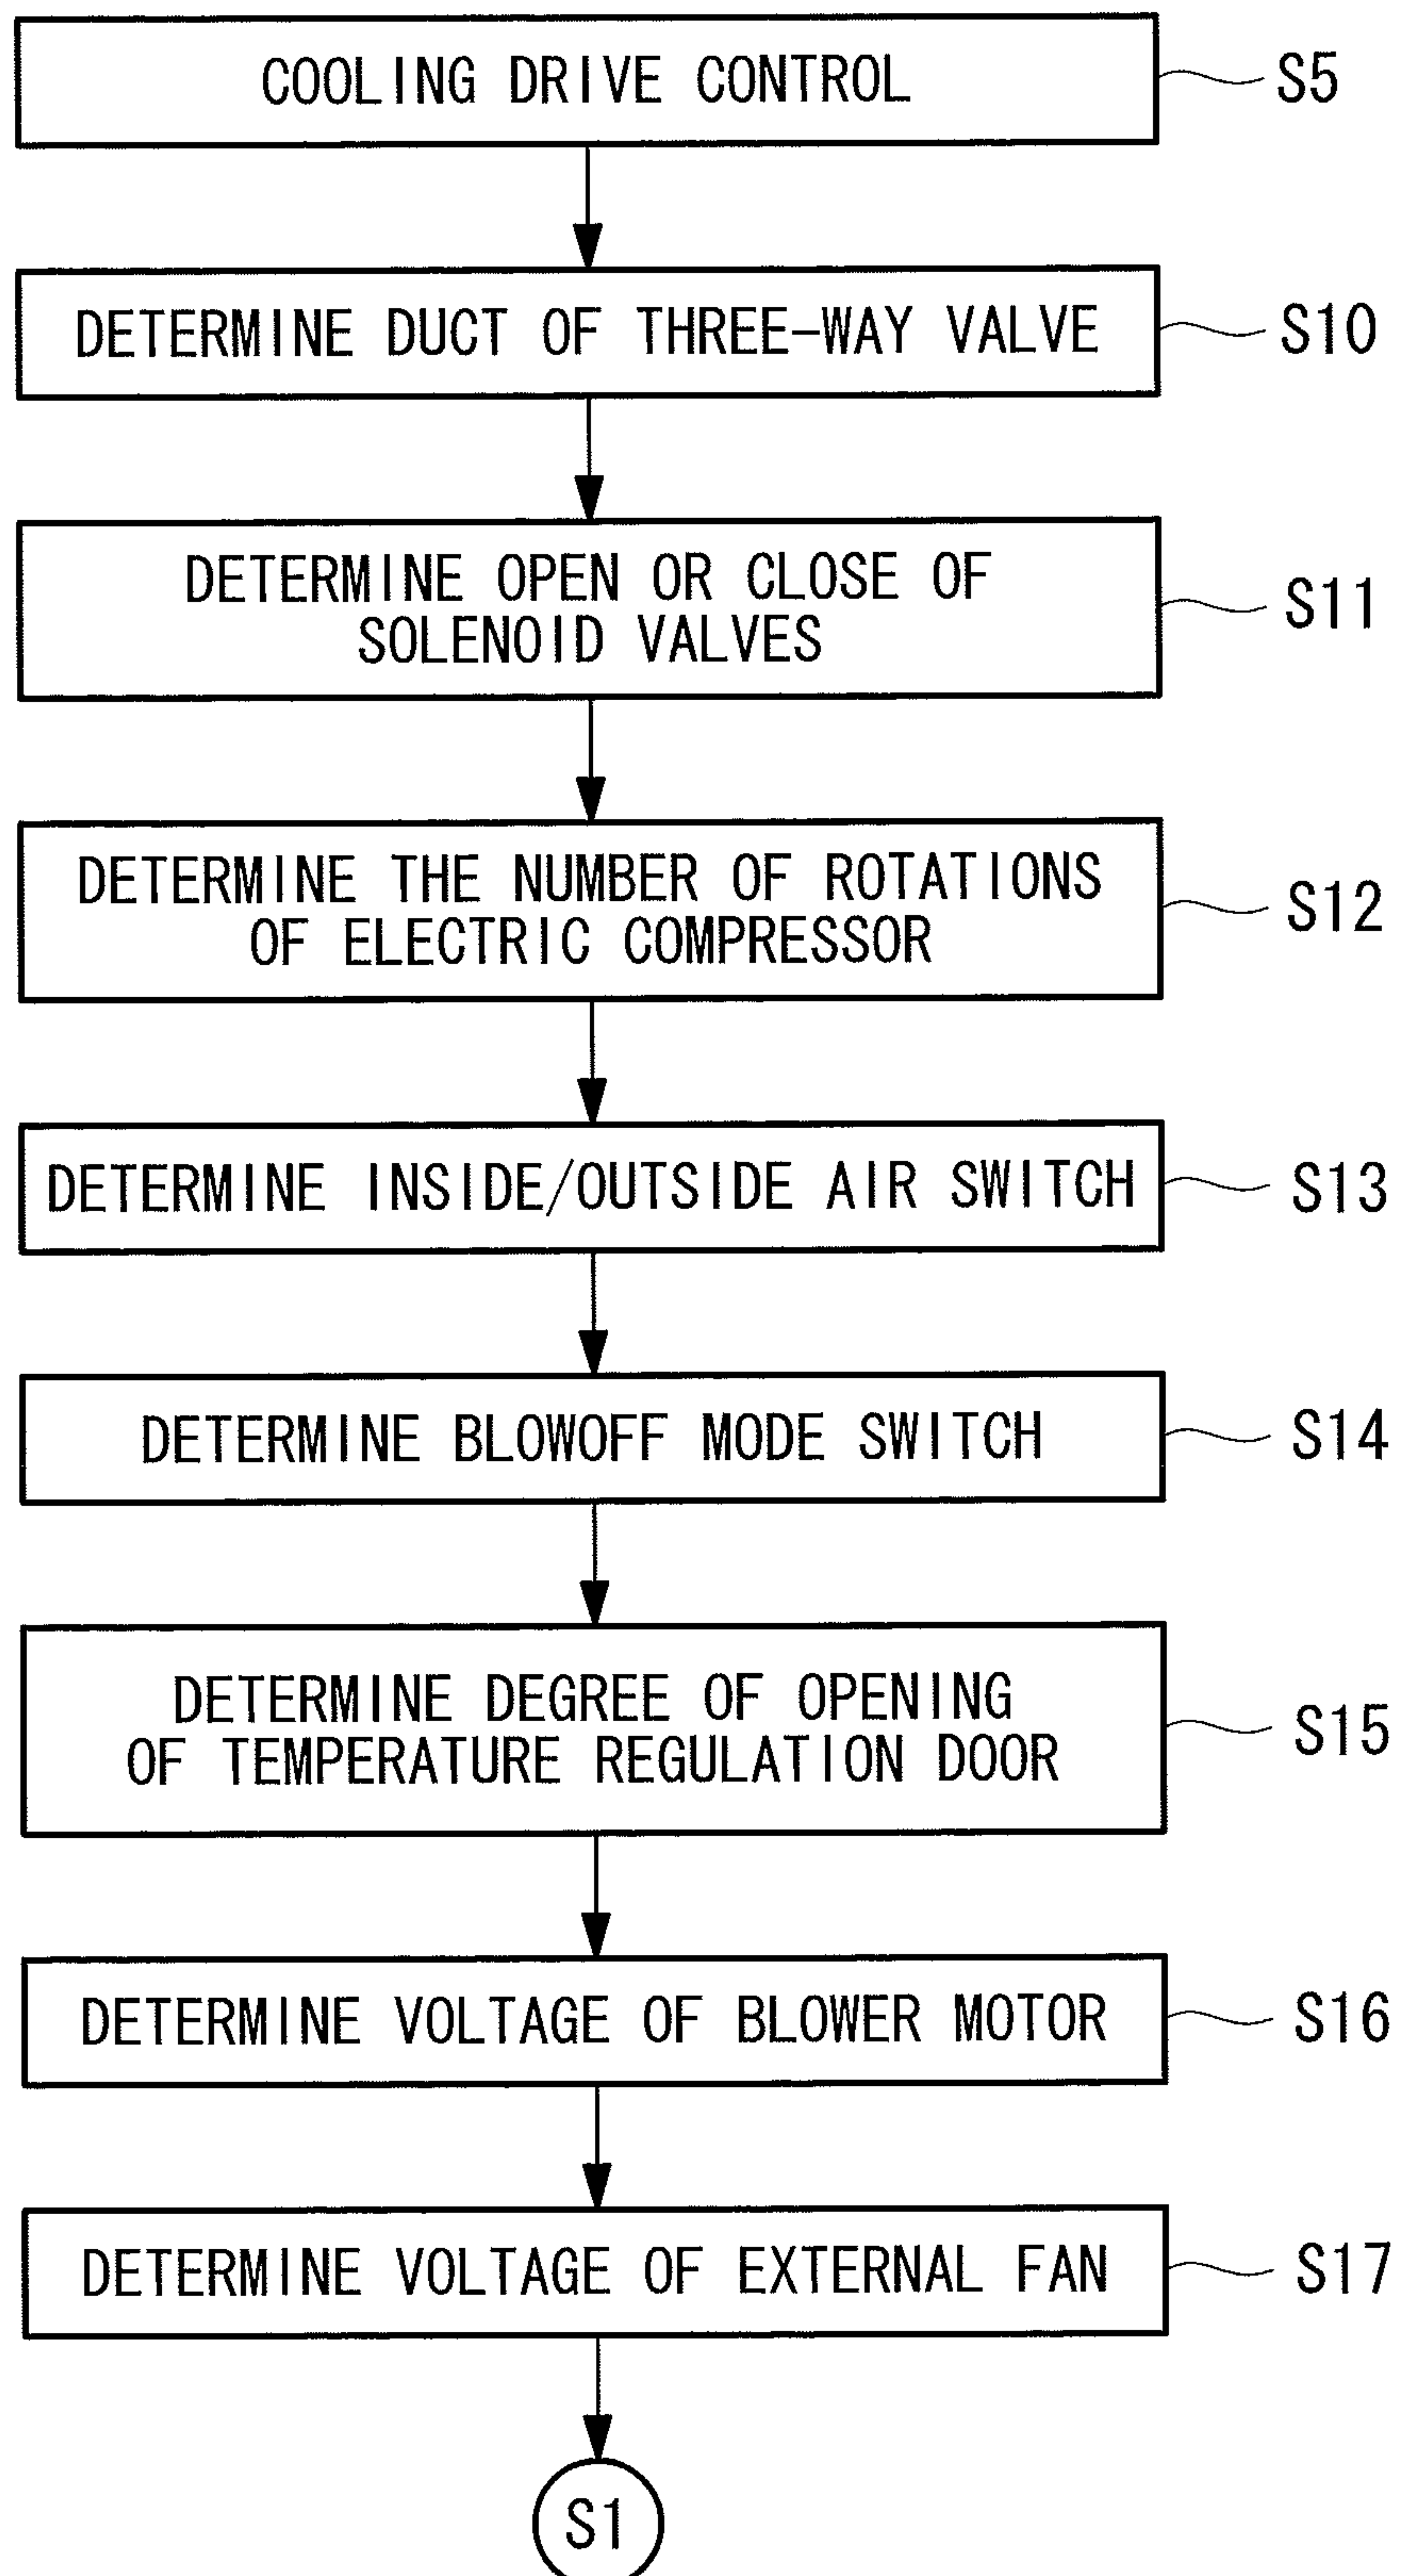 COOLING DRIVE CONTROL S5
DETERMINE DUCT OF THREE-WAY VALVE S10
DETERMINE OPEN OR CLOSE OF
SOLENOID VALVES S11
DETERMINE THE NUMBER OF ROTATIONS
OF ELECTRIC COMPRESSOR S12
DETERMINE INSIDE/OUTSIDE AIR SWITCH S13
DETERMINE BLOWOFF MODE SWITCH S14
DETERMINE DEGREE OF OPENING
OF TEMPERATURE REGULATION DOOR S15
DETERMINE VOLTAGE OF BLOWER MOTOR S16
DETERMINE VOLTAGE OF EXTERNAL FAN S17
S1